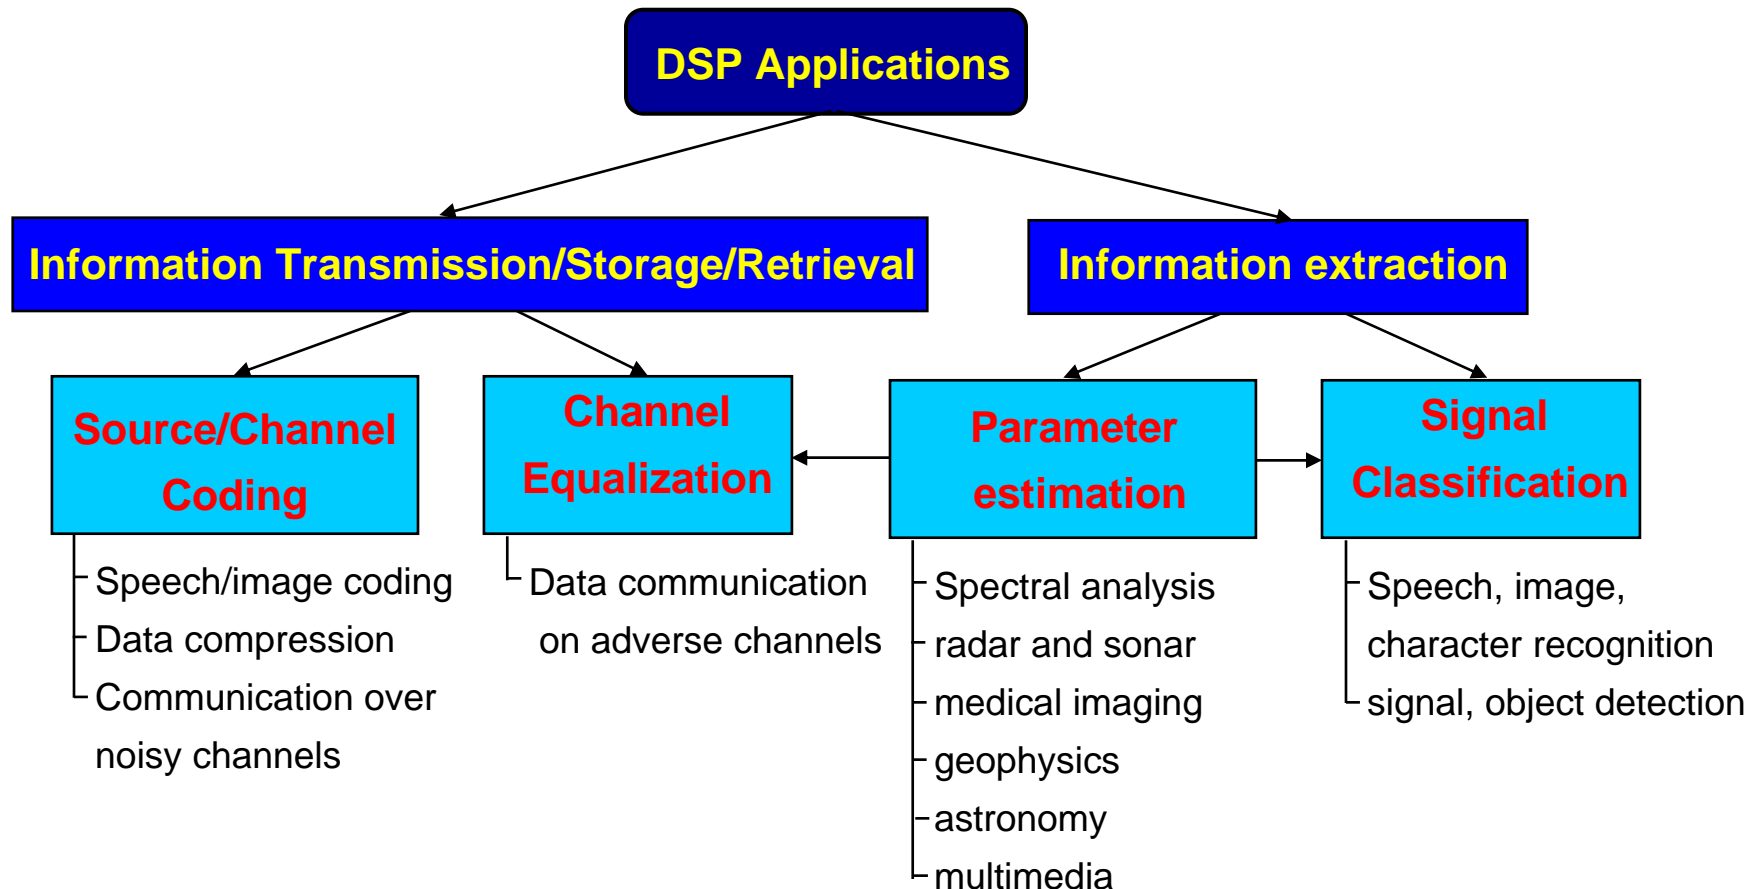 DSP Applications
Information Transmission/Storage/Retrieval
Information extraction
Source/Channel
Coding
Channel
Equalization
Parameter
estimation
Signal
Classification
Speech/image coding
Data compression
Communication over
noisy channels
Data communication
on adverse channels
Spectral analysis
radar and sonar
medical imaging
geophysics
astronomy
multimedia
Speech, image,
character recognition
signal, object detection